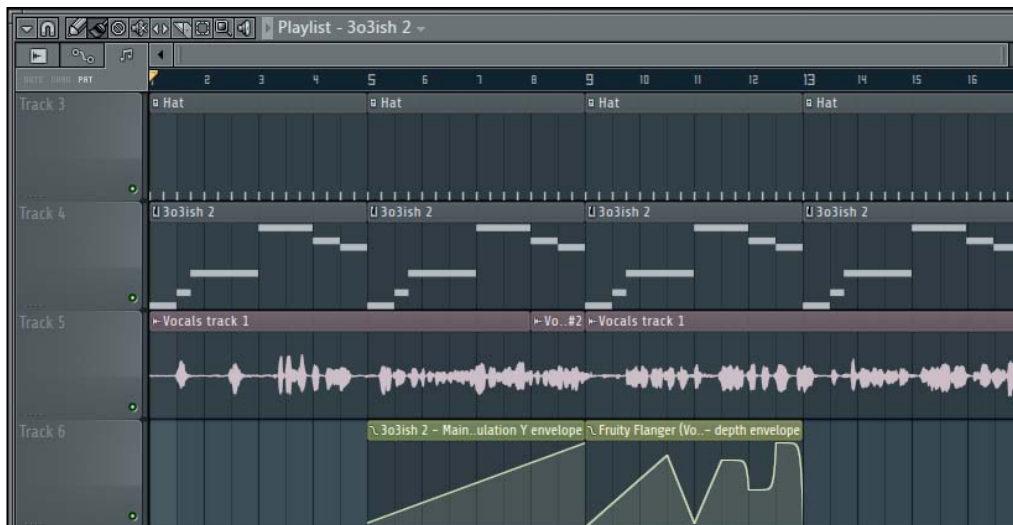 Playlist - 3o3ish 2
PAT
2 3 4 5 6 7 8 9 10 11 12 13 14 15 16
Track 3
Hat Hat Hat Hat
Track 4
3o3ish 2 3o3ish 2 3o3ish 2 3o3ish 2
Track 5
Vocals track 1 Vo..#2 Vocals track 1
Track 6
3o3ish 2 - Main..ulation Y envelope Fruity Flanger (Vo..- depth envelope